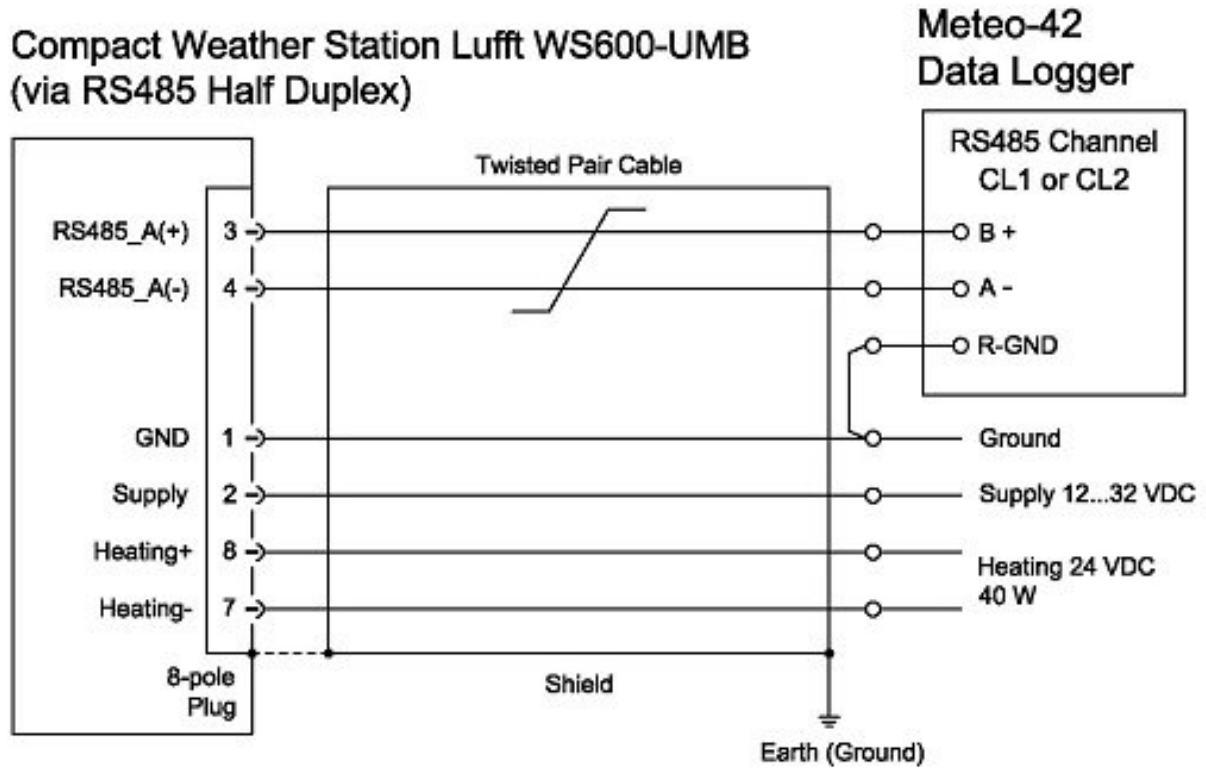 Compact Weather Station Lufft WS600-UMB
(via RS485 Half Duplex)
Meteo-42
Data Logger
RS485 Channel
CL1 or CL2
Twisted Pair Cable
RS485_A(+) 3 B +
RS485_A(-) 4 A -
R-GND
GND 1 Ground
Supply 2 Supply 12...32 VDC
Heating+ 8
Heating 24 VDC
40 W
Heating- 7
8-pole
Plug
Shield
Earth (Ground)